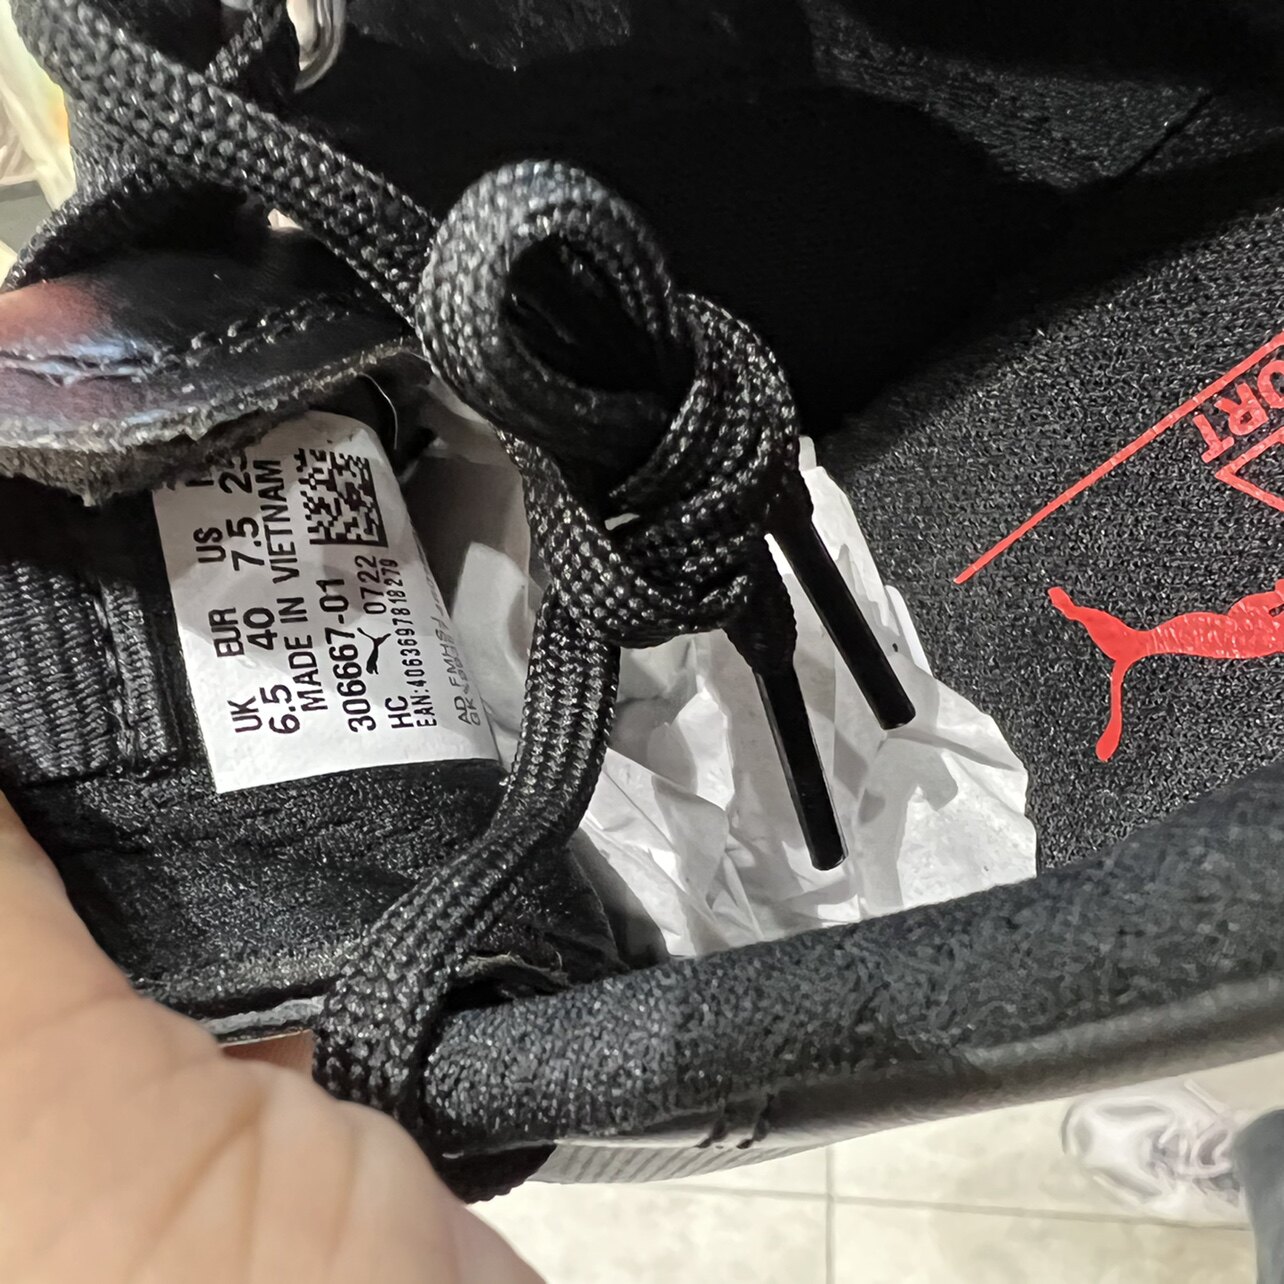 UK EUR US
6.5 40 7.5
MADE IN VIETNAM
306667-01
HC 0722
EAN:4063697818279
ORT